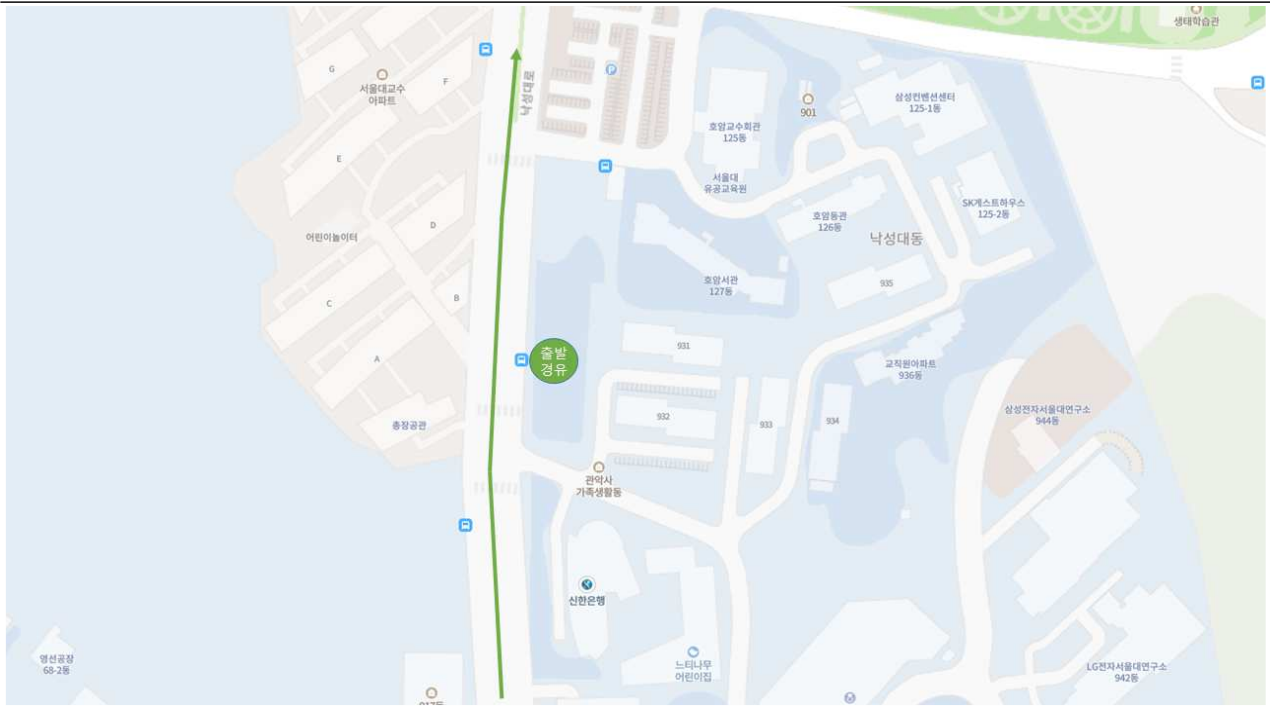 생태학습관
G
F
서울대교수
아파트
낙성대로
P
901
삼성컨벤션센터
125-1동
호암교수회관
125동
E
서울대
유공교육원
SK게스트하우스
125-2동
호암동관
126동
낙성대동
D
어린이놀이터
호암서관
127동
935
C
B
931
출발
경유
A
교직원아파트
936동
932
933
934
삼성전자서울대연구소
944동
총장공관
관악사
가족생활동
신한은행
영선공장
68-2동
느티나무
어린이집
LG전자서울대연구소
942동
917동